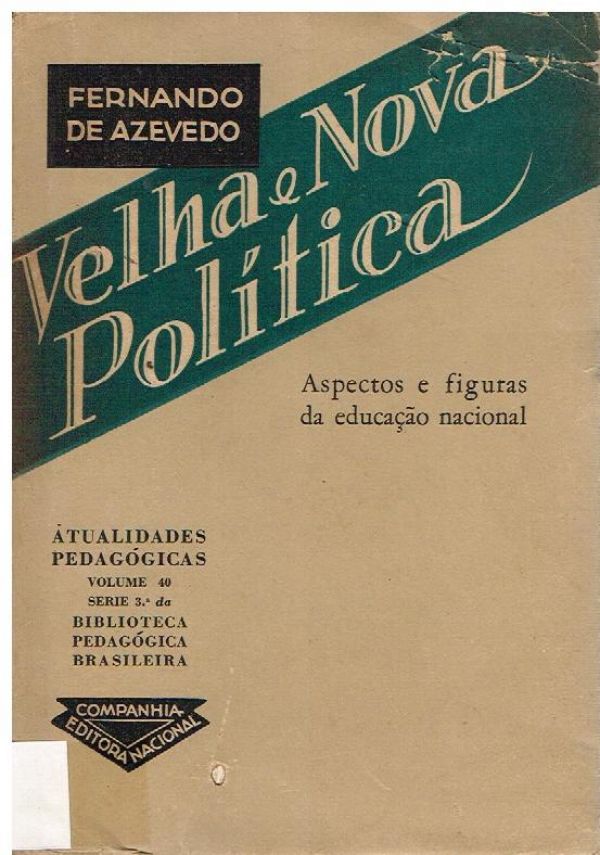 FERNANDO
DE AZEVEDO
Velha e Nova
Política
Aspectos e figuras
da educação nacional
ATUALIDADES
PEDAGÓGICAS
VOLUME 40
SERIE 3.ª da
BIBLIOTECA
PEDAGÓGICA
BRASILEIRA
COMPANHIA
EDITORA NACIONAL